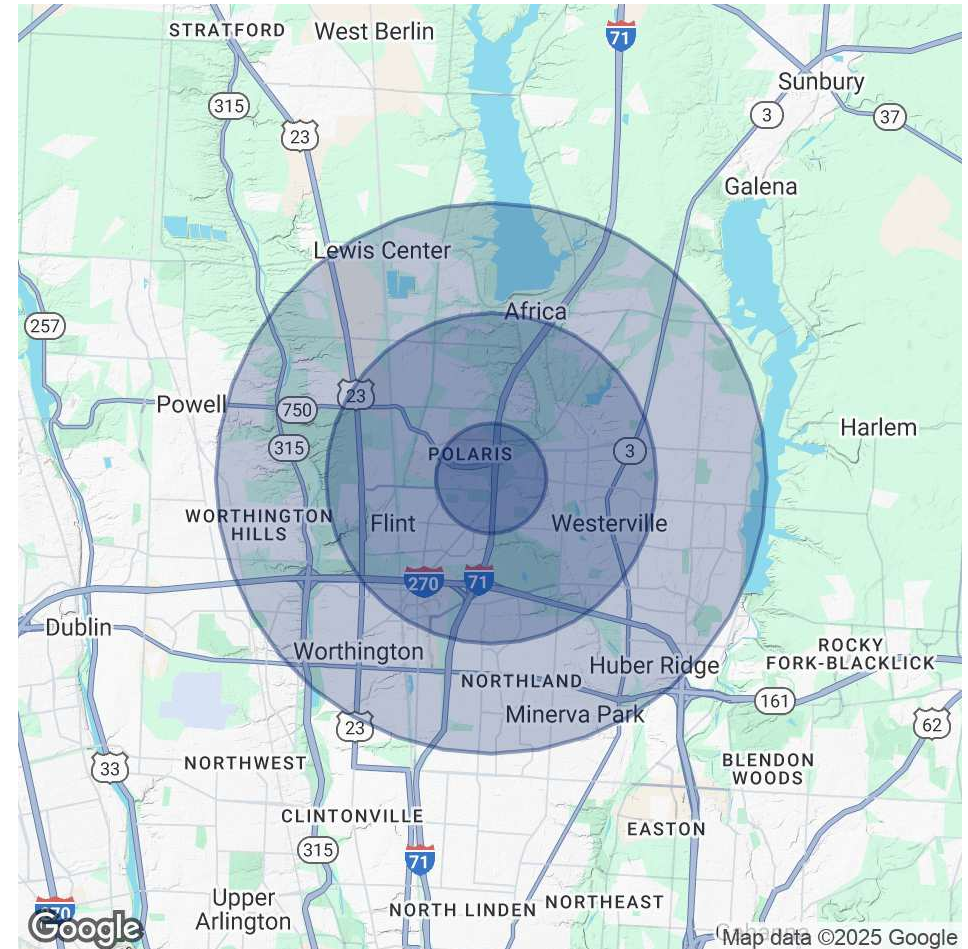 STRATFORD
West Berlin
71
Sunbury
315
3
37
23
Galena
Lewis Center
Africa
257
Powell
750
23
Harlem
315
POLARIS
3
WORTHINGTON
HILLS
Flint
Westerville
270
71
Dublin
Worthington
Huber Ridge
ROCKY
FORK-BLACKLICK
NORTHLAND
161
Minerva Park
23
62
33
NORTHWEST
BLENDON
WOODS
CLINTONVILLE
EASTON
315
71
Upper
Arlington
270
NORTH LINDEN
NORTHEAST
Google
Map data ©2025 Google